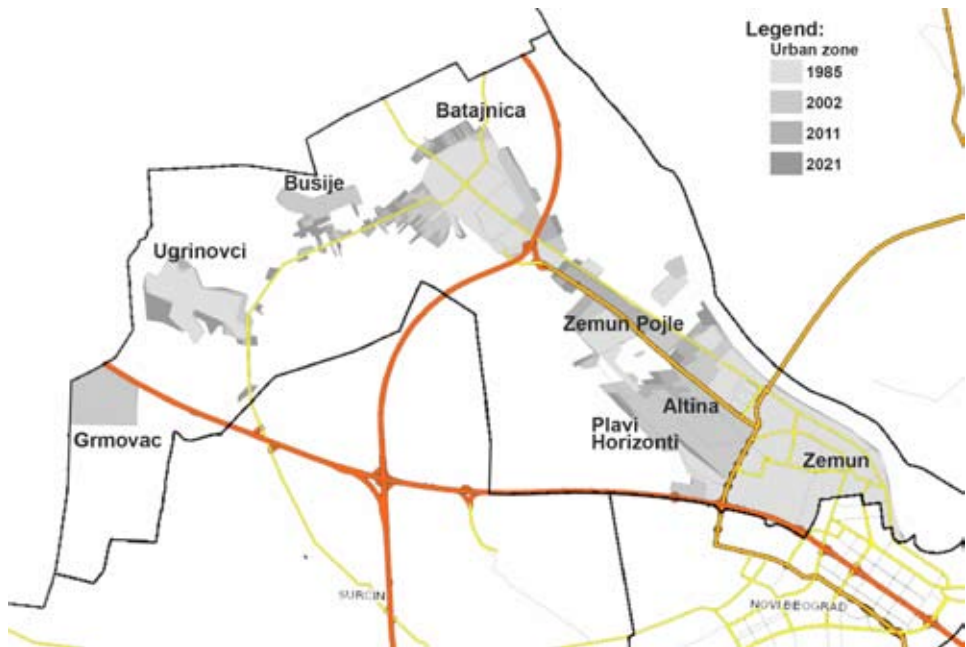 Legend:
Urban zone
1985
2002
2011
2021
Batajnica
Busije
Ugrinovci
Zemun Pojle
Altina
Plavi
Horizonti
Grmovac
Zemun
SURCIN
NOVI BEOGRAD